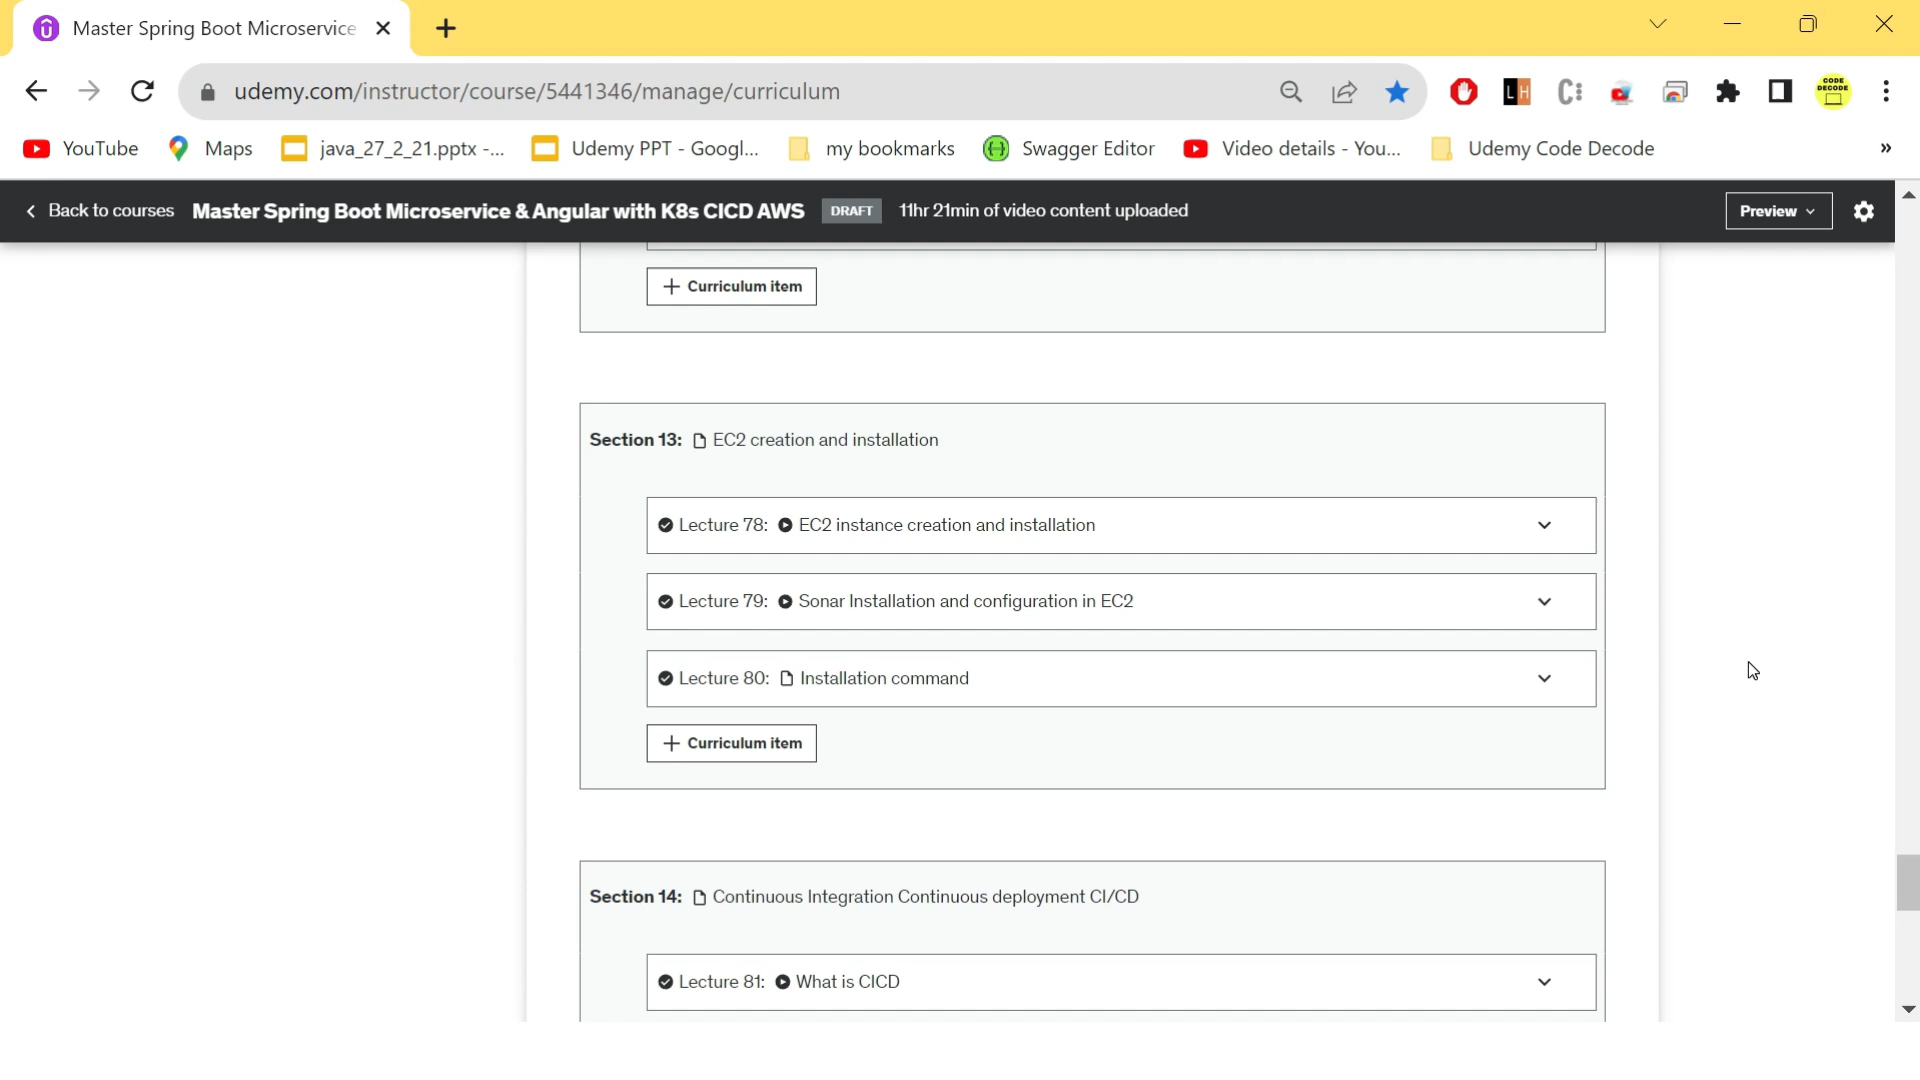 Master Spring Boot Microservice
udemy.com/instructor/course/5441346/manage/curriculum
LH
C
CODE DECODE
YouTube Maps java_27_2_21.pptx -... Udemy PPT - Googl... my bookmarks Swagger Editor Video details - You... Udemy Code Decode »
Back to courses Master Spring Boot Microservice & Angular with K8s CICD AWS DRAFT 11hr 21min of video content uploaded Preview
+ Curriculum item
Section 13: EC2 creation and installation
Lecture 78: EC2 instance creation and installation
Lecture 79: Sonar Installation and configuration in EC2
Lecture 80: Installation command
+ Curriculum item
Section 14: Continuous Integration Continuous deployment CI/CD
Lecture 81: What is CICD